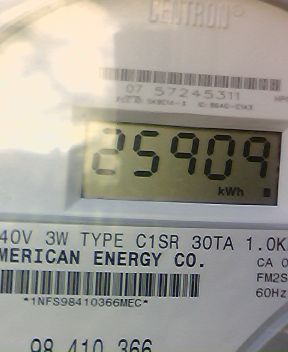 CENTRON®
07 57245311
25909
kWh
40V 3W TYPE C1SR 30TA 1.0K
MERICAN ENERGY CO.
CA 0
FM2S
60Hz
*1NFS98410366MEC*
98 410 366